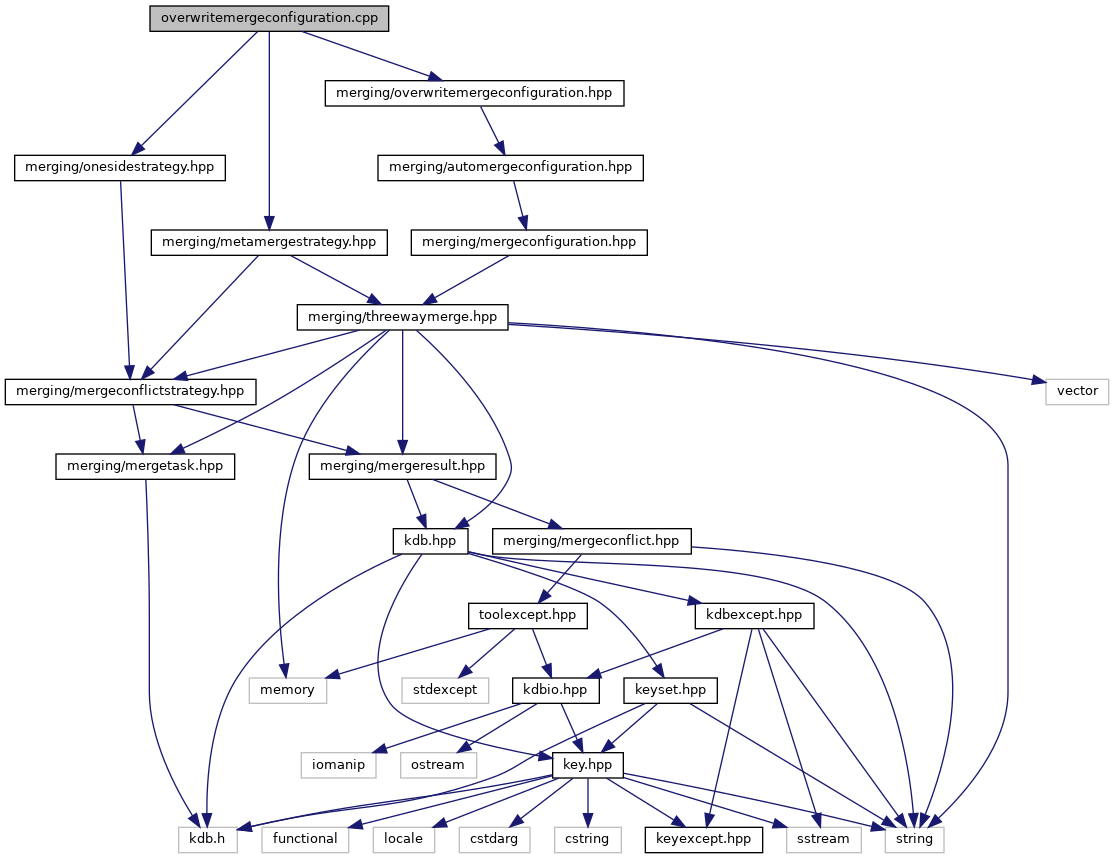 overwritemergeconfiguration.cpp
merging/overwritemergeconfiguration.hpp
merging/onesidestrategy.hpp
merging/automergeconfiguration.hpp
merging/metamergestrategy.hpp
merging/mergeconfiguration.hpp
merging/threewaymerge.hpp
merging/mergeconflictstrategy.hpp
vector
merging/mergetask.hpp
merging/mergeresult.hpp
kdb.hpp
merging/mergeconflict.hpp
toolexcept.hpp
kdbexcept.hpp
memory
stdexcept
kdbio.hpp
keyset.hpp
iomanip
ostream
key.hpp
kdb.h
functional
locale
cstdarg
cstring
keyexcept.hpp
sstream
string